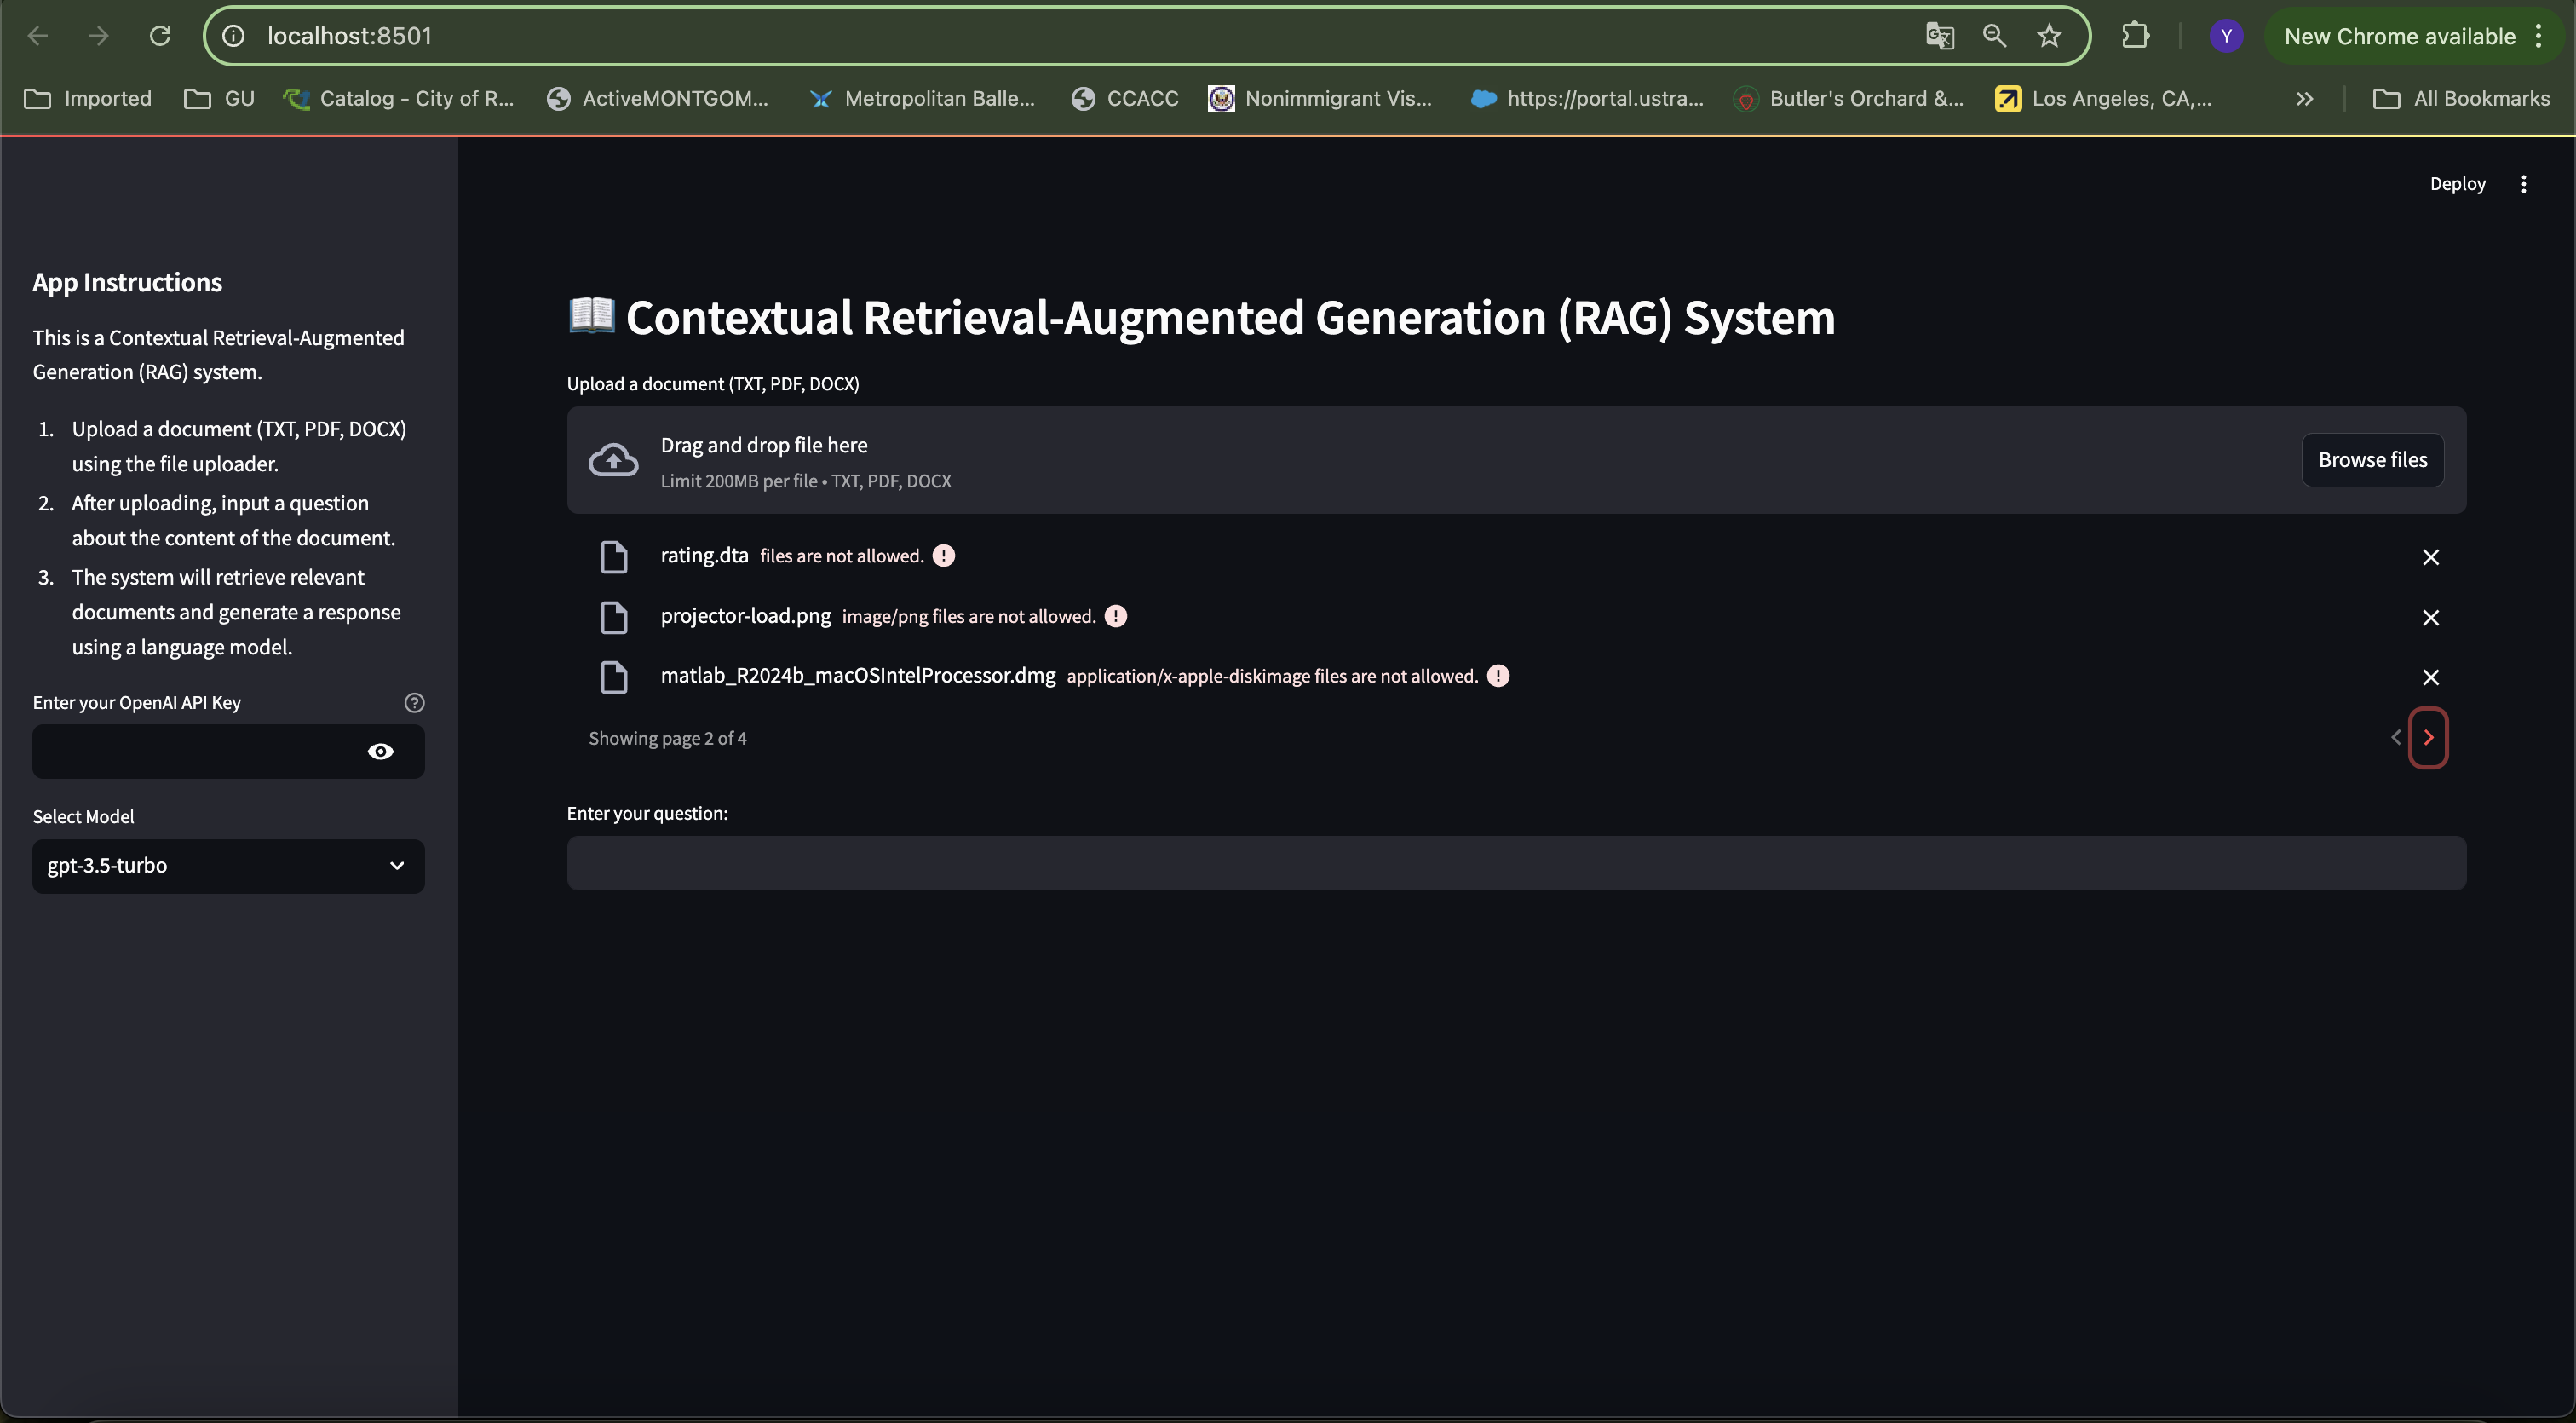 localhost:8501
Y
New Chrome available
Imported
GU
Catalog - City of R...
ActiveMONTGOM...
Metropolitan Balle...
CCACC
Nonimmigrant Vis...
https://portal.ustra...
Butler's Orchard &...
Los Angeles, CA,...
All Bookmarks
Deploy
App Instructions
This is a Contextual Retrieval-Augmented
Generation (RAG) system.
1. Upload a document (TXT, PDF, DOCX)
using the file uploader.
2. After uploading, input a question
about the content of the document.
3. The system will retrieve relevant
documents and generate a response
using a language model.
Enter your OpenAI API Key
Select Model
gpt-3.5-turbo
Contextual Retrieval-Augmented Generation (RAG) System
Upload a document (TXT, PDF, DOCX)
Drag and drop file here
Limit 200MB per file • TXT, PDF, DOCX
Browse files
rating.dta files are not allowed.
projector-load.png image/png files are not allowed.
matlab_R2024b_macOSIntelProcessor.dmg application/x-apple-diskimage files are not allowed.
Showing page 2 of 4
Enter your question: